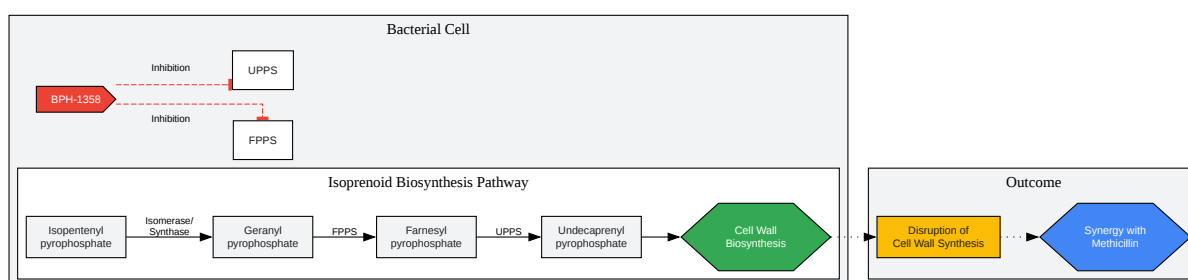 Bacterial Cell
Inhibition
UPPS
BPH-1358
Inhibition
FPPS
Isoprenoid Biosynthesis Pathway
Isopentenyl
pyrophosphate
Isomerase/
Synthase
Geranyl
pyrophosphate
FPPS
Farnesyl
pyrophosphate
UPPS
Undecaprenyl
pyrophosphate
Cell Wall
Biosynthesis
Outcome
Disruption of
Cell Wall Synthesis
Synergy with
Methicillin